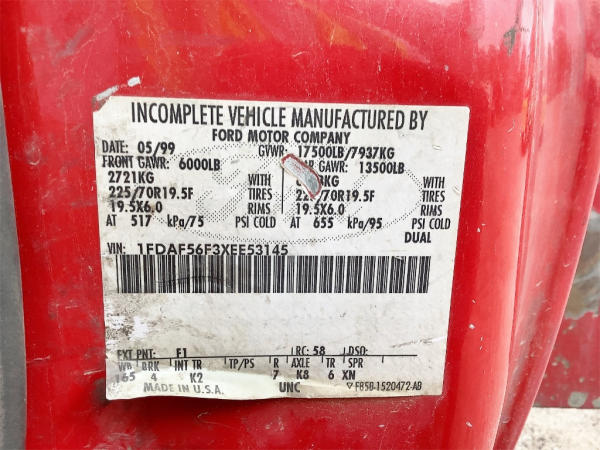 INCOMPLETE VEHICLE MANUFACTURED BY
FORD MOTOR COMPANY
DATE: 05/99 GVWR: 17500LB/7937KG
FRONT GAWR: 6000LB GAWR: 13500LB
2721KG WITH KG WITH
225/70R19.5F TIRES 225/70R19.5F TIRES
19.5X6.0 RIMS 19.5X6.0 RIMS
AT 517 kPa/75 PSI COLD AT 655 kPa/95 PSI COLD
DUAL
VIN: 1FDAF56F3XEE53145
EXT PNT: F1 RC: 58 DSO:
WB BRK INT TR TP/PS R AXLE TR SPR
165 4 K2 7 K8 6 XN
MADE IN U.S.A. UNC F85B-1520472-AB